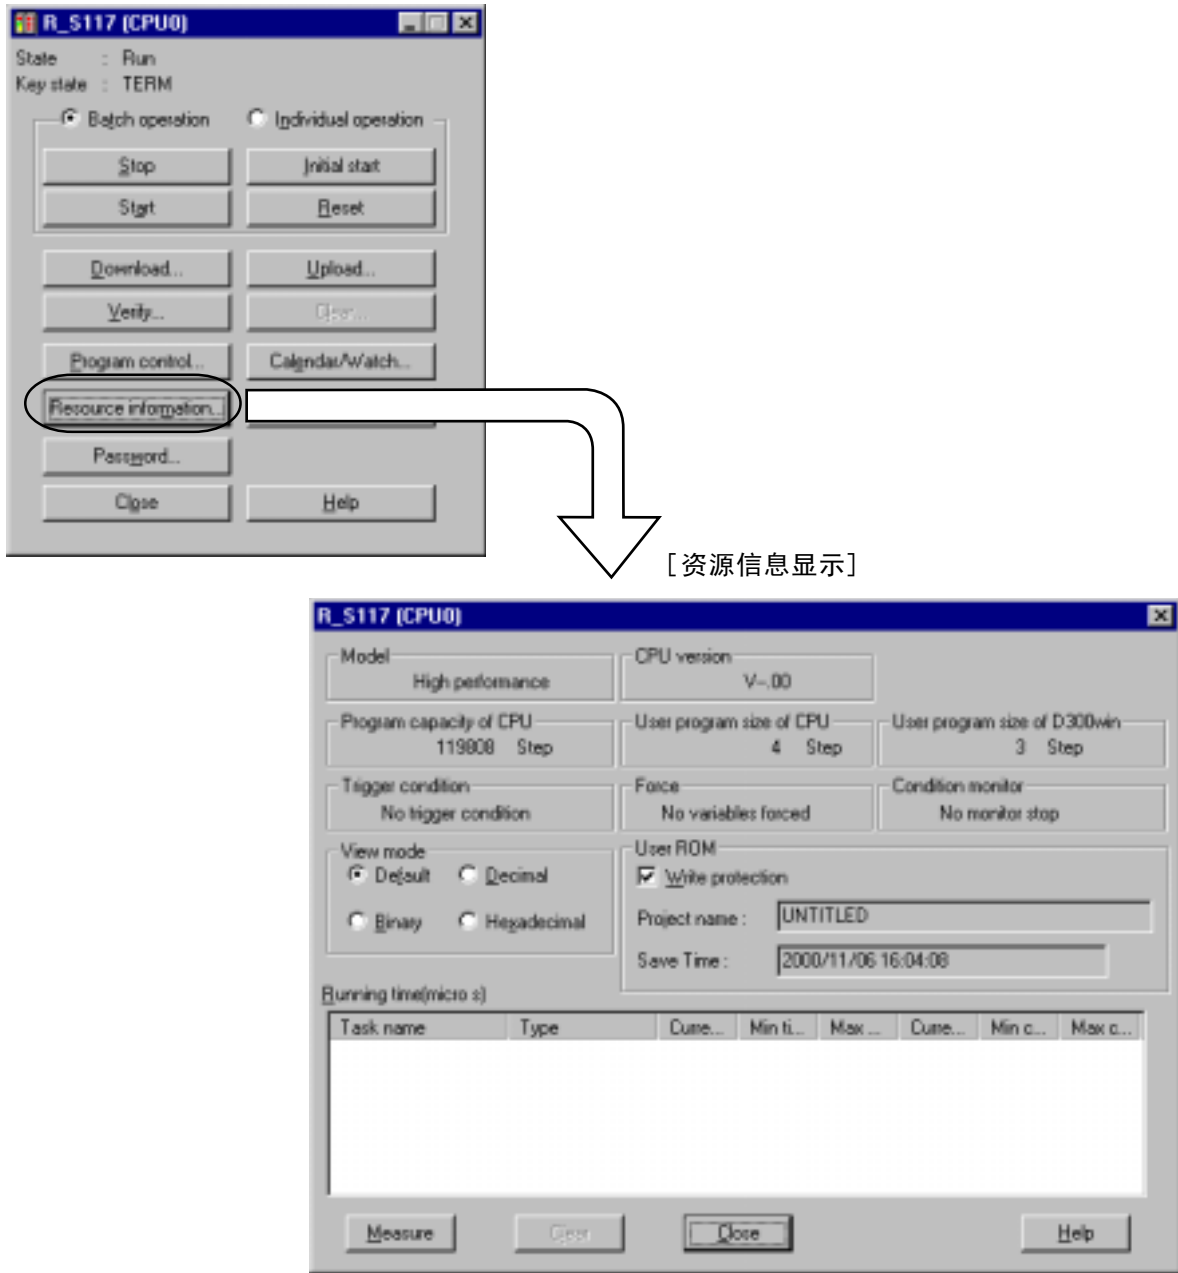 R_S117 (CPU0)
State : Run
Key state : TERM
Batch operation Individual operation
Stop Initial start
Start Reset
Download... Upload...
Verify... Clear...
Program control... Calendar/Watch...
Resource information...
Password...
Close Help
[资源信息显示]
R_S117 (CPU0)
Model CPU version
High performance V--.00
Program capacity of CPU User program size of CPU User program size of D300win
119808 Step 4 Step 3 Step
Trigger condition Force Condition monitor
No trigger condition No variables forced No monitor stop
View mode User ROM
Default Decimal Write protection
Binary Hexadecimal Project name : UNTITLED
Save Time : 2000/11/06 16:04:08
Running time(micro s)
Task name Type Curre... Min ti... Max ... Curre... Min c... Max c...
Measure Clear Close Help